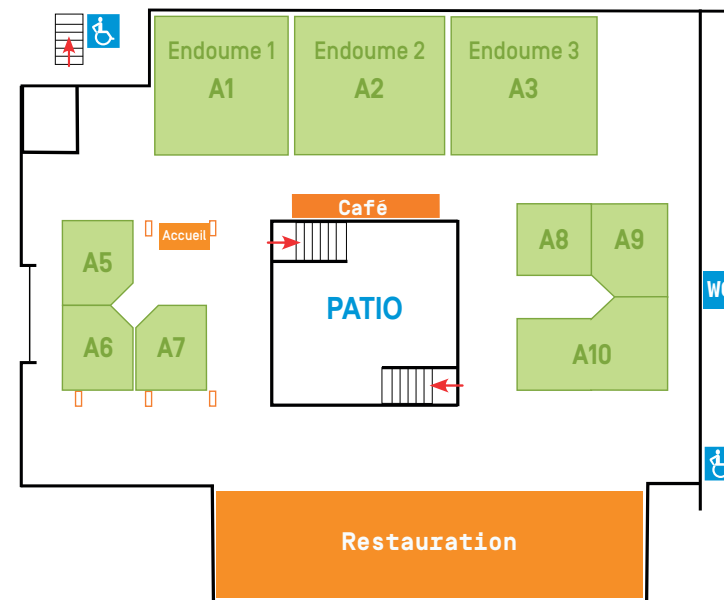 Endoume 1
A1
Endoume 2
A2
Endoume 3
A3
Café
Accueil
A5
A6
A7
PATIO
A8
A9
A10
Restauration